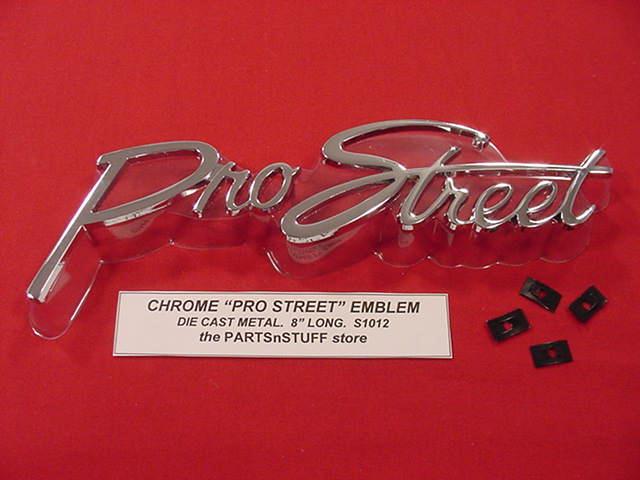 Pro Street
CHROME “PRO STREET” EMBLEM
DIE CAST METAL. 8” LONG. S1012
the PARTSnSTUFF store